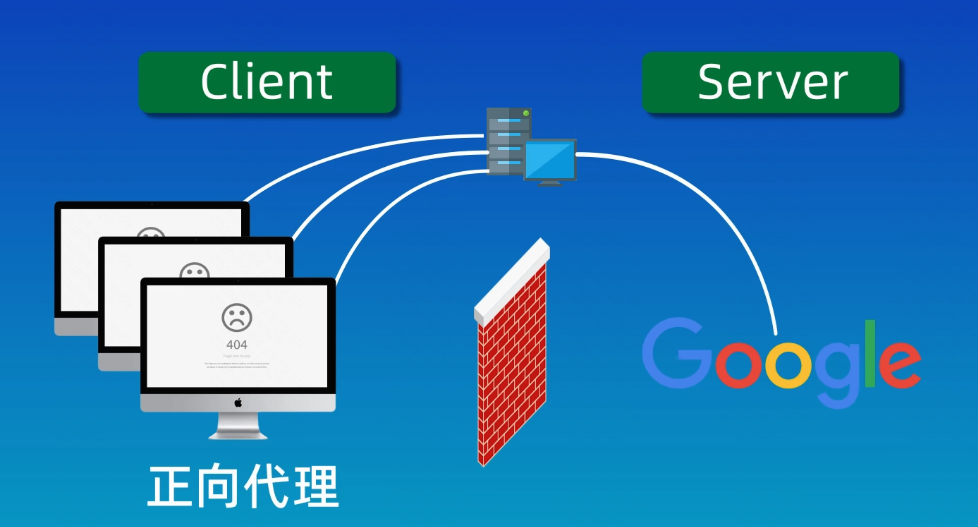 Client
Server
404
Google
正向代理